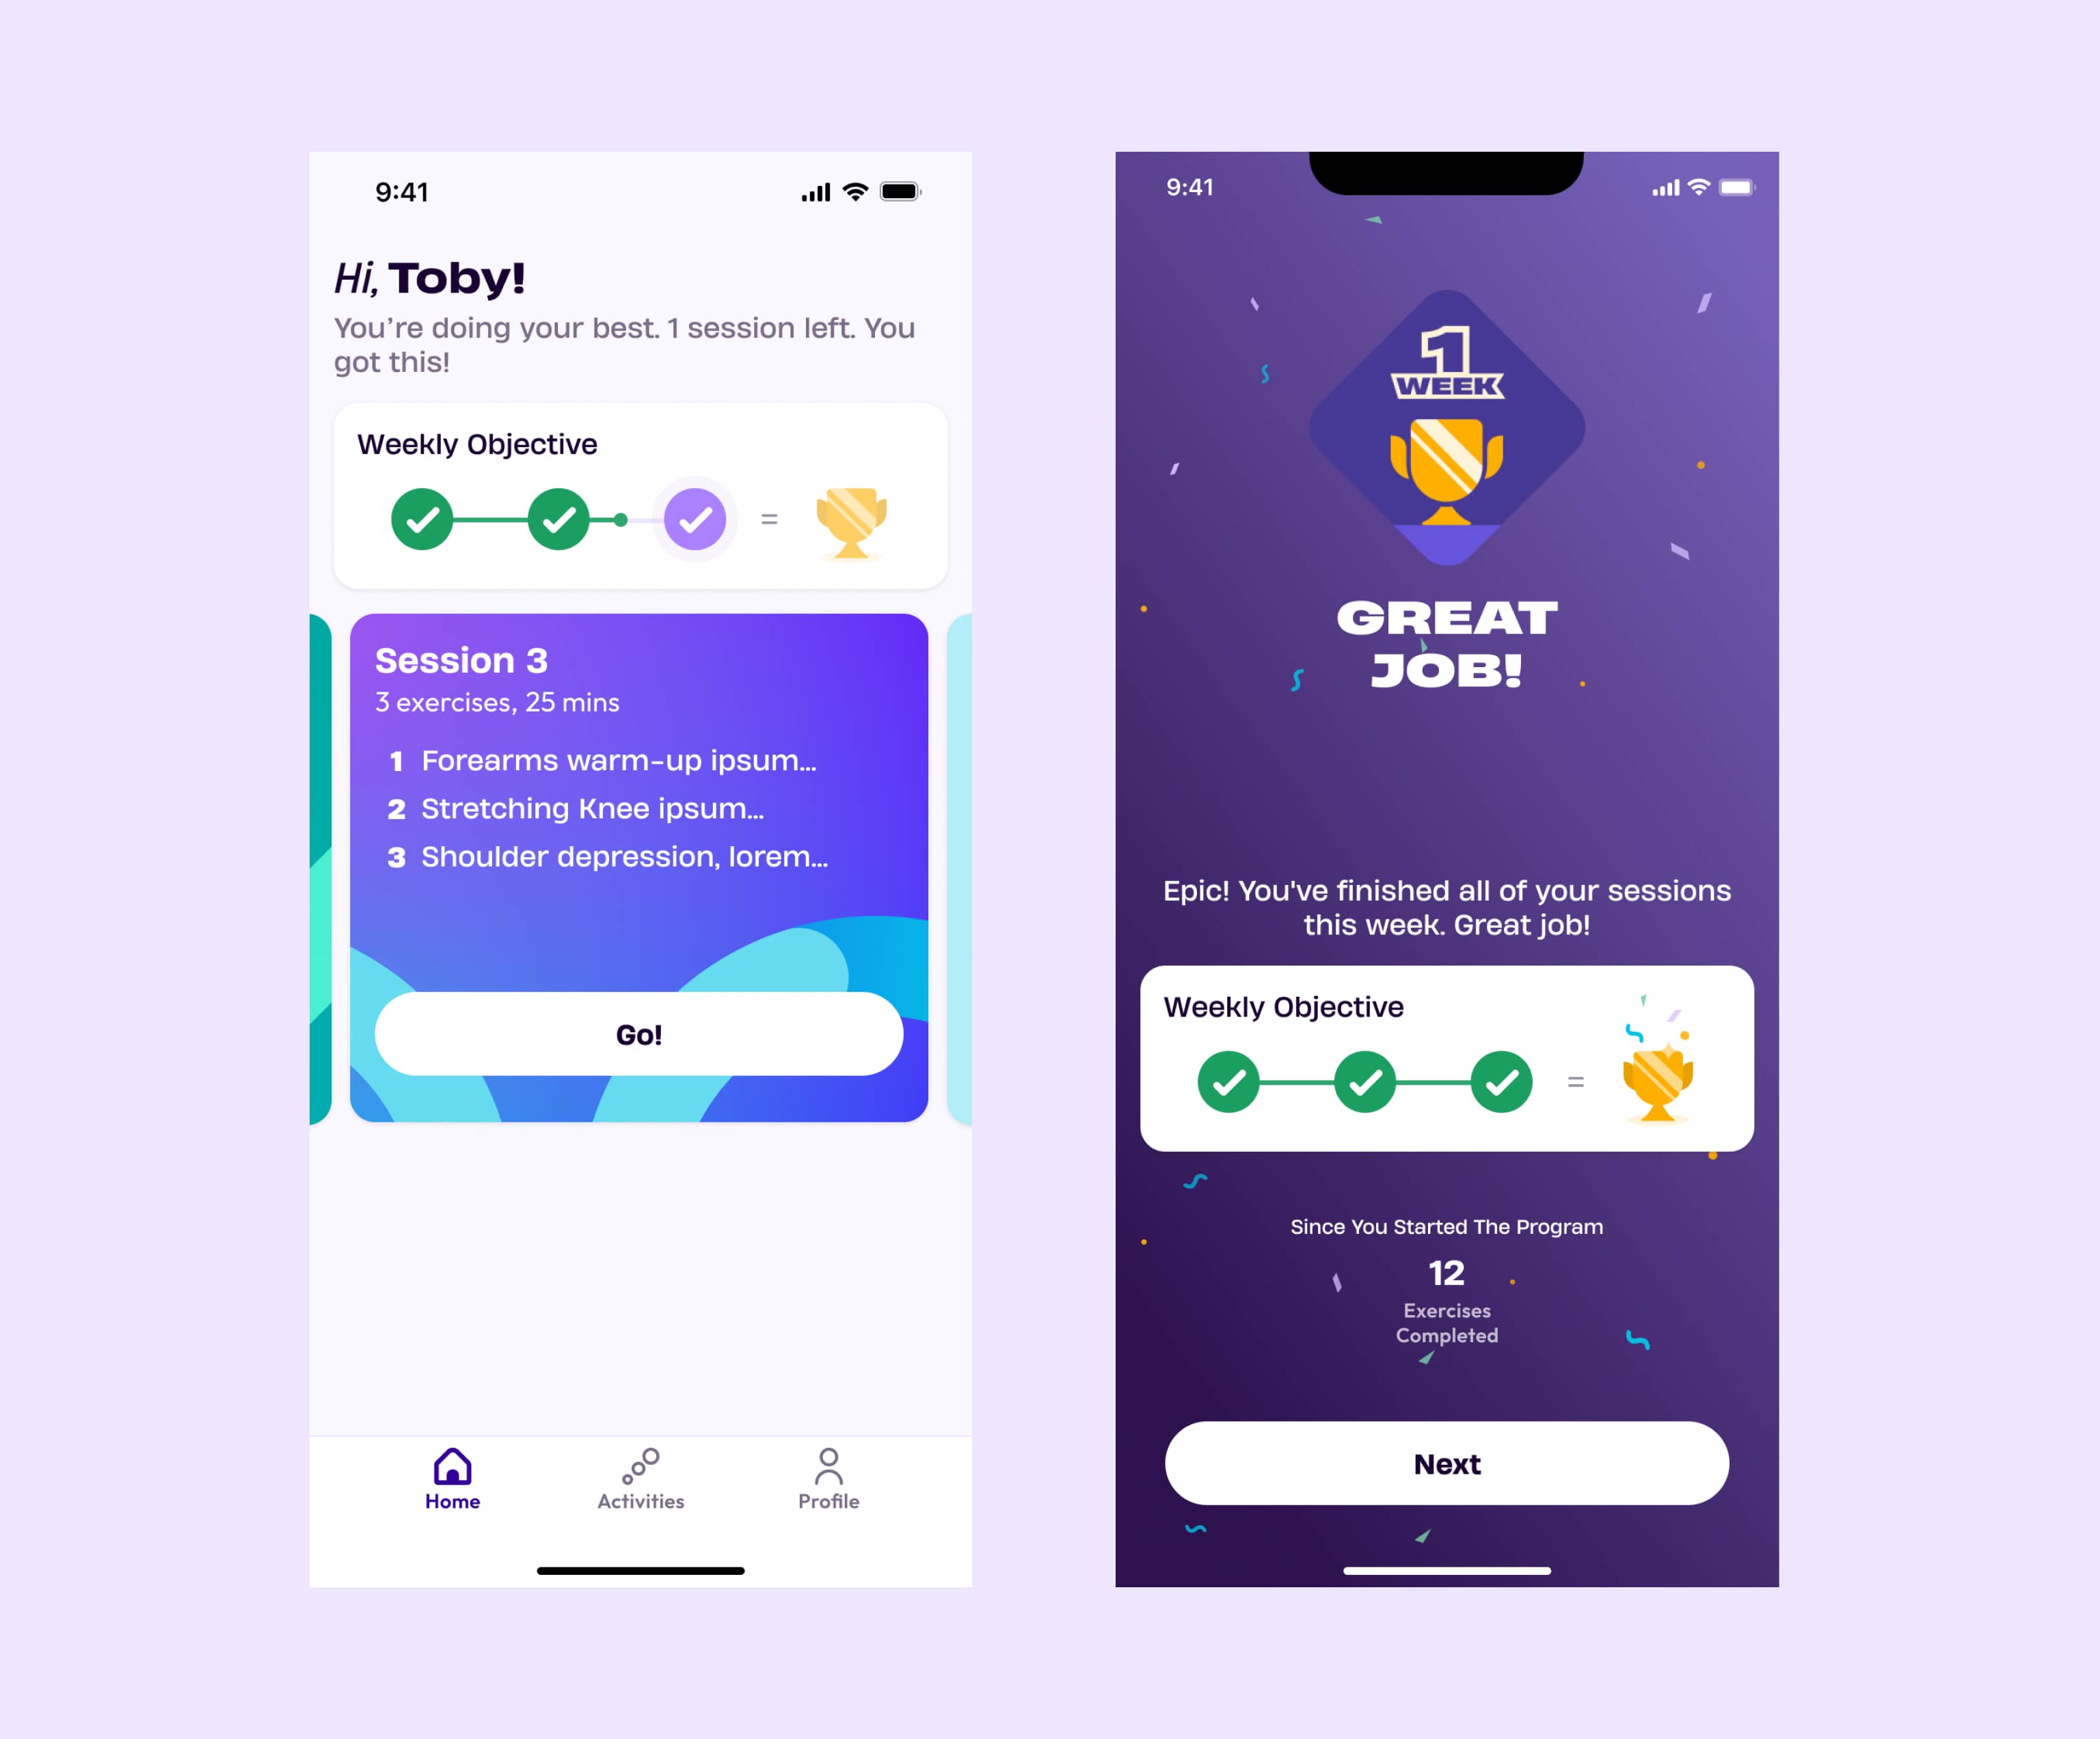 9:41
Hi, Toby!
You’re doing your best. 1 session left. You
got this!
Weekly Objective
=
Session 3
3 exercises, 25 mins
1 Forearms warm-up ipsum...
2 Stretching Knee ipsum...
3 Shoulder depression, lorem...
Go!
Home
Activities
Profile
9:41
1
WEEK
GREAT
JOB!
Epic! You've finished all of your sessions
this week. Great job!
Weekly Objective
=
Since You Started The Program
12
Exercises
Completed
Next